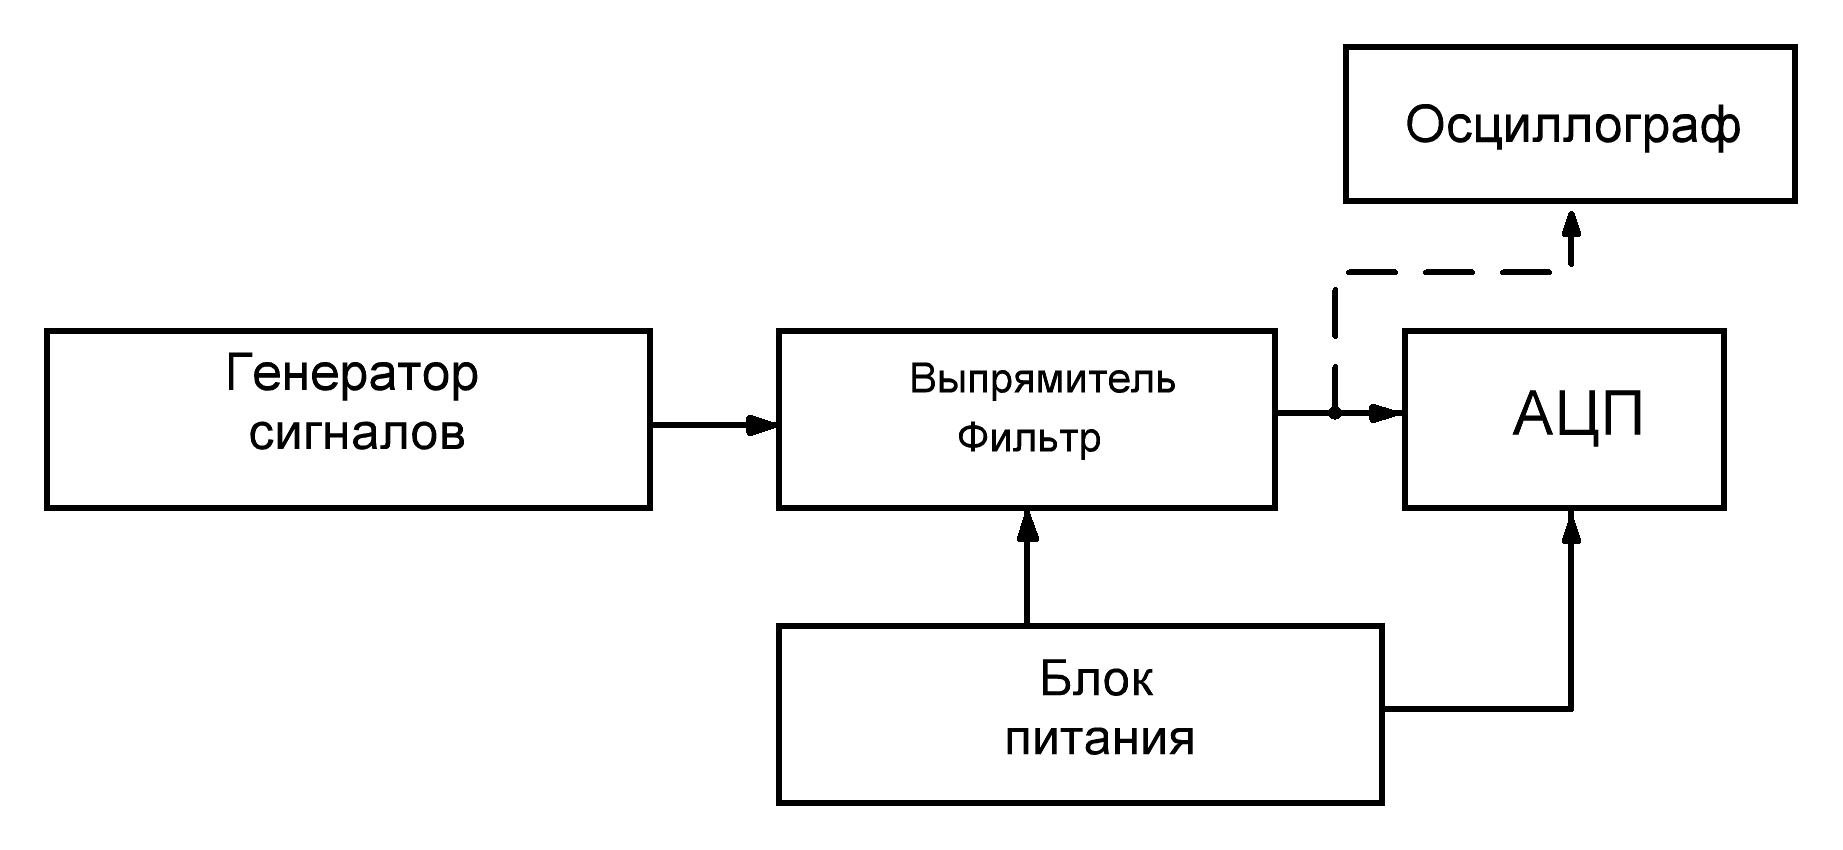 Осциллограф
Генератор
сигналов
Выпрямитель
Фильтр
АЦП
Блок
питания